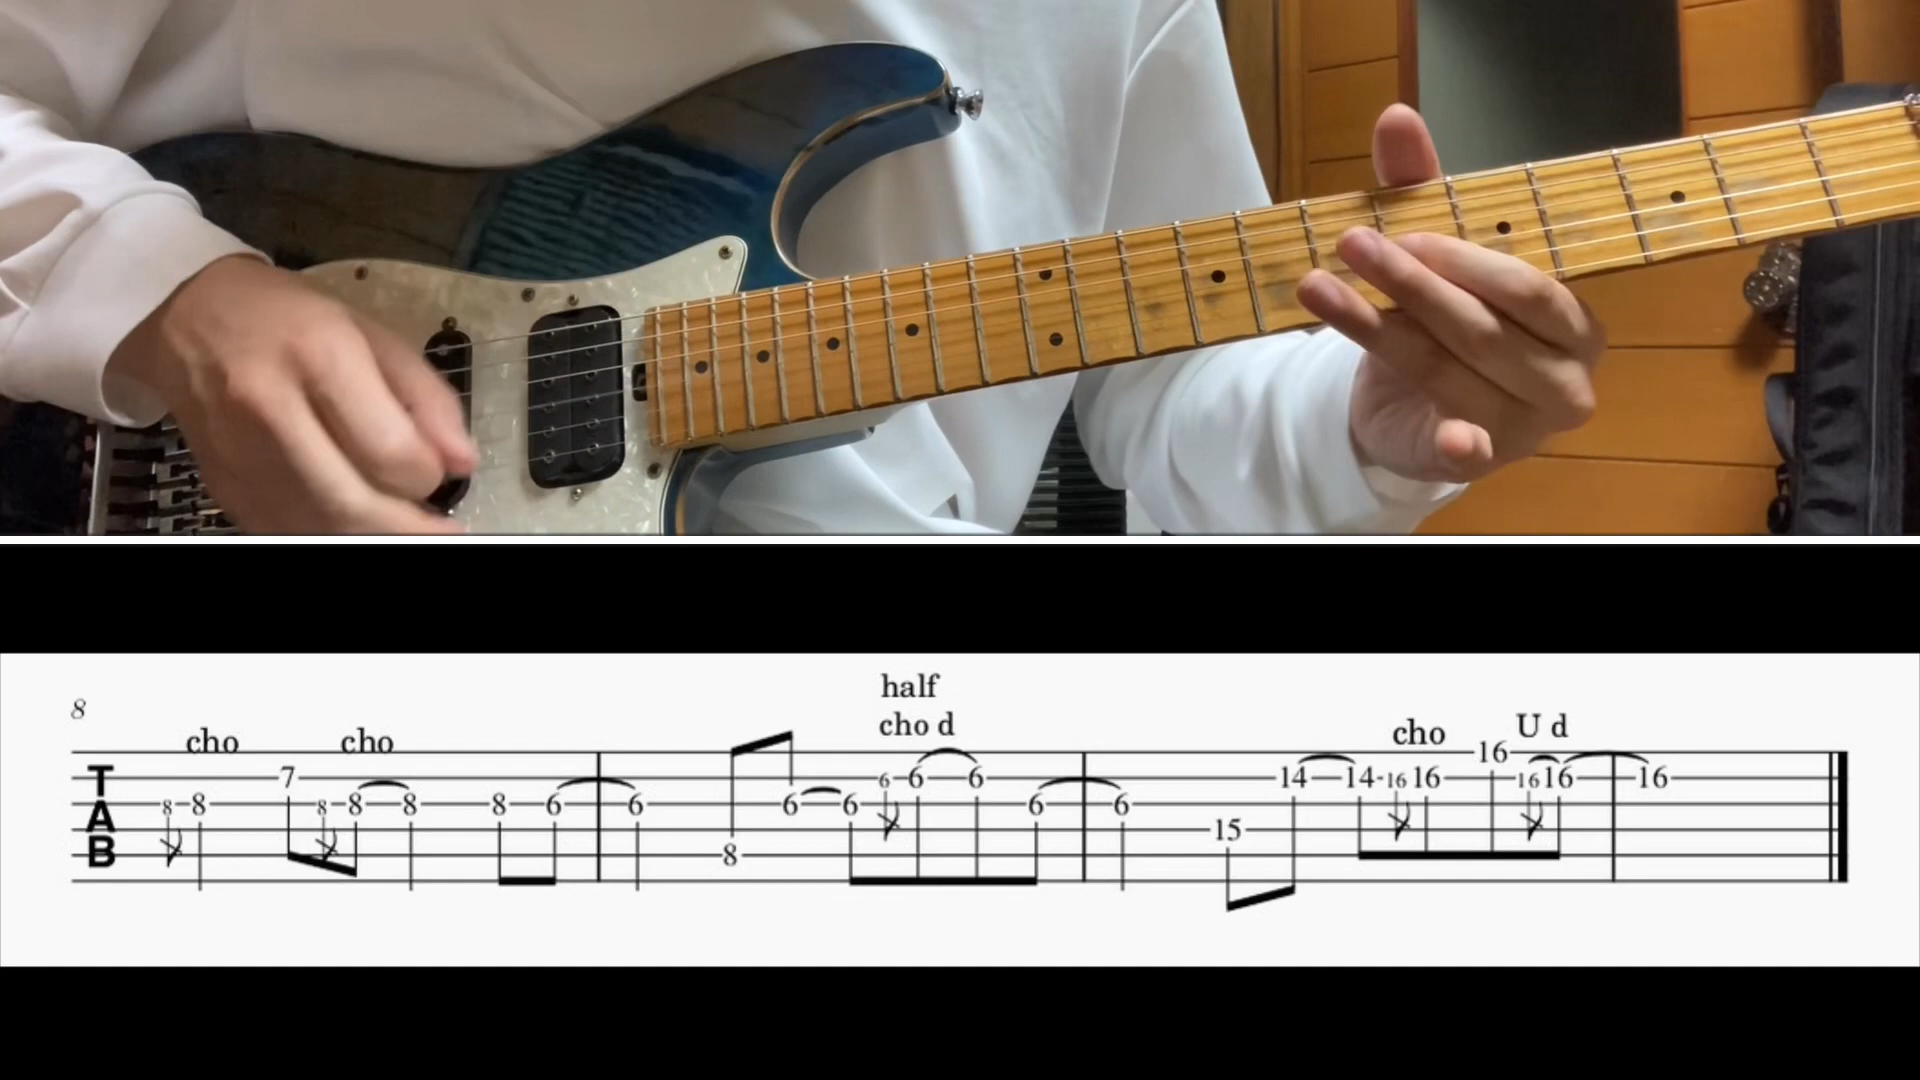 half
8
cho cho cho d cho U d
16
7 6 6 6 14 14 16 16 16 16 16
T
A
B
8 8 8 8 8 8 6 6 6 6 6 6
15
8